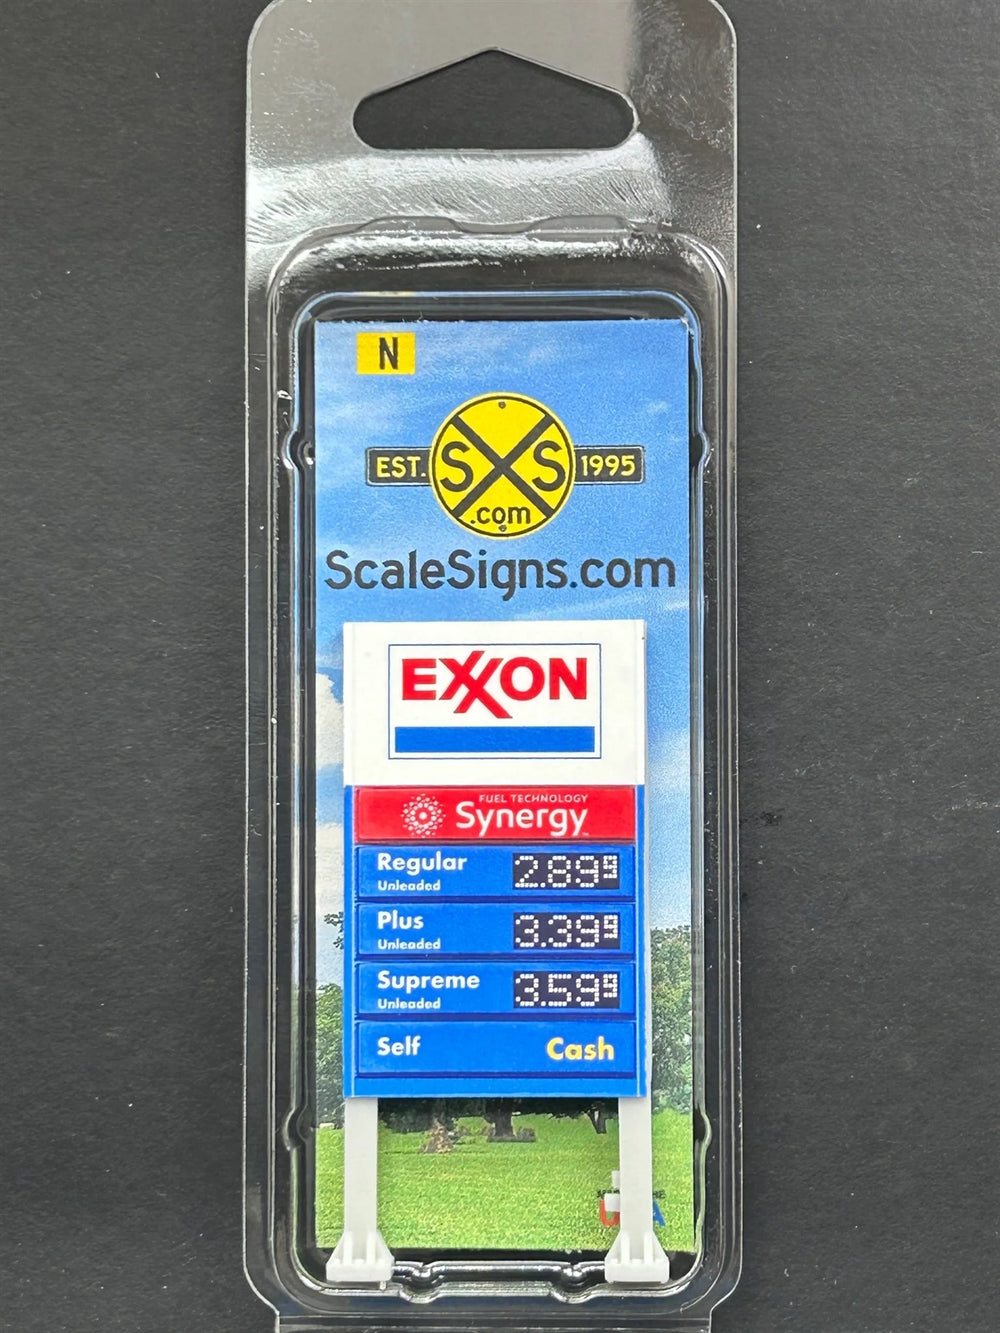 N
EST. SXS 1995
.com
ScaleSigns.com
EXXON
FUEL TECHNOLOGY
Synergy
Regular 2.89 9
Unleaded
Plus 3.39 9
Unleaded
Supreme 3.59 9
Unleaded
Self Cash